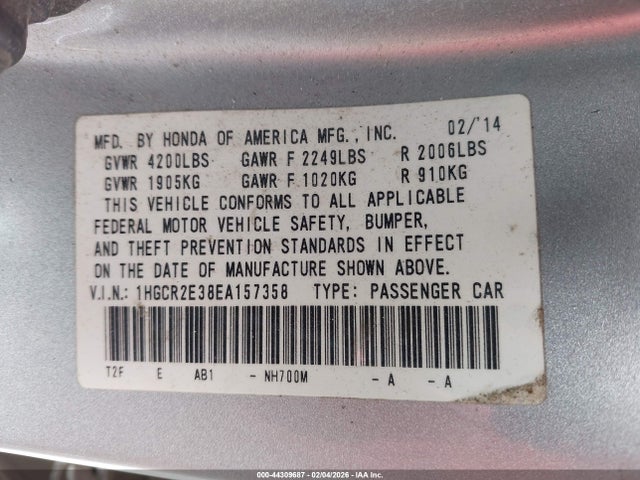 MFD. BY HONDA OF AMERICA MFG., INC. 02/'14
GVWR 4200LBS GAWR F 2249LBS R 2006LBS
GVWR 1905KG GAWR F 1020KG R 910KG
THIS VEHICLE CONFORMS TO ALL APPLICABLE
FEDERAL MOTOR VEHICLE SAFETY, BUMPER,
AND THEFT PREVENTION STANDARDS IN EFFECT
ON THE DATE OF MANUFACTURE SHOWN ABOVE.
V.I.N.: 1HGCR2E38EA157358 TYPE: PASSENGER CAR
T2F E AB1 - NH700M - A - A
000-44309687 - 02/04/2026 - IAA Inc.